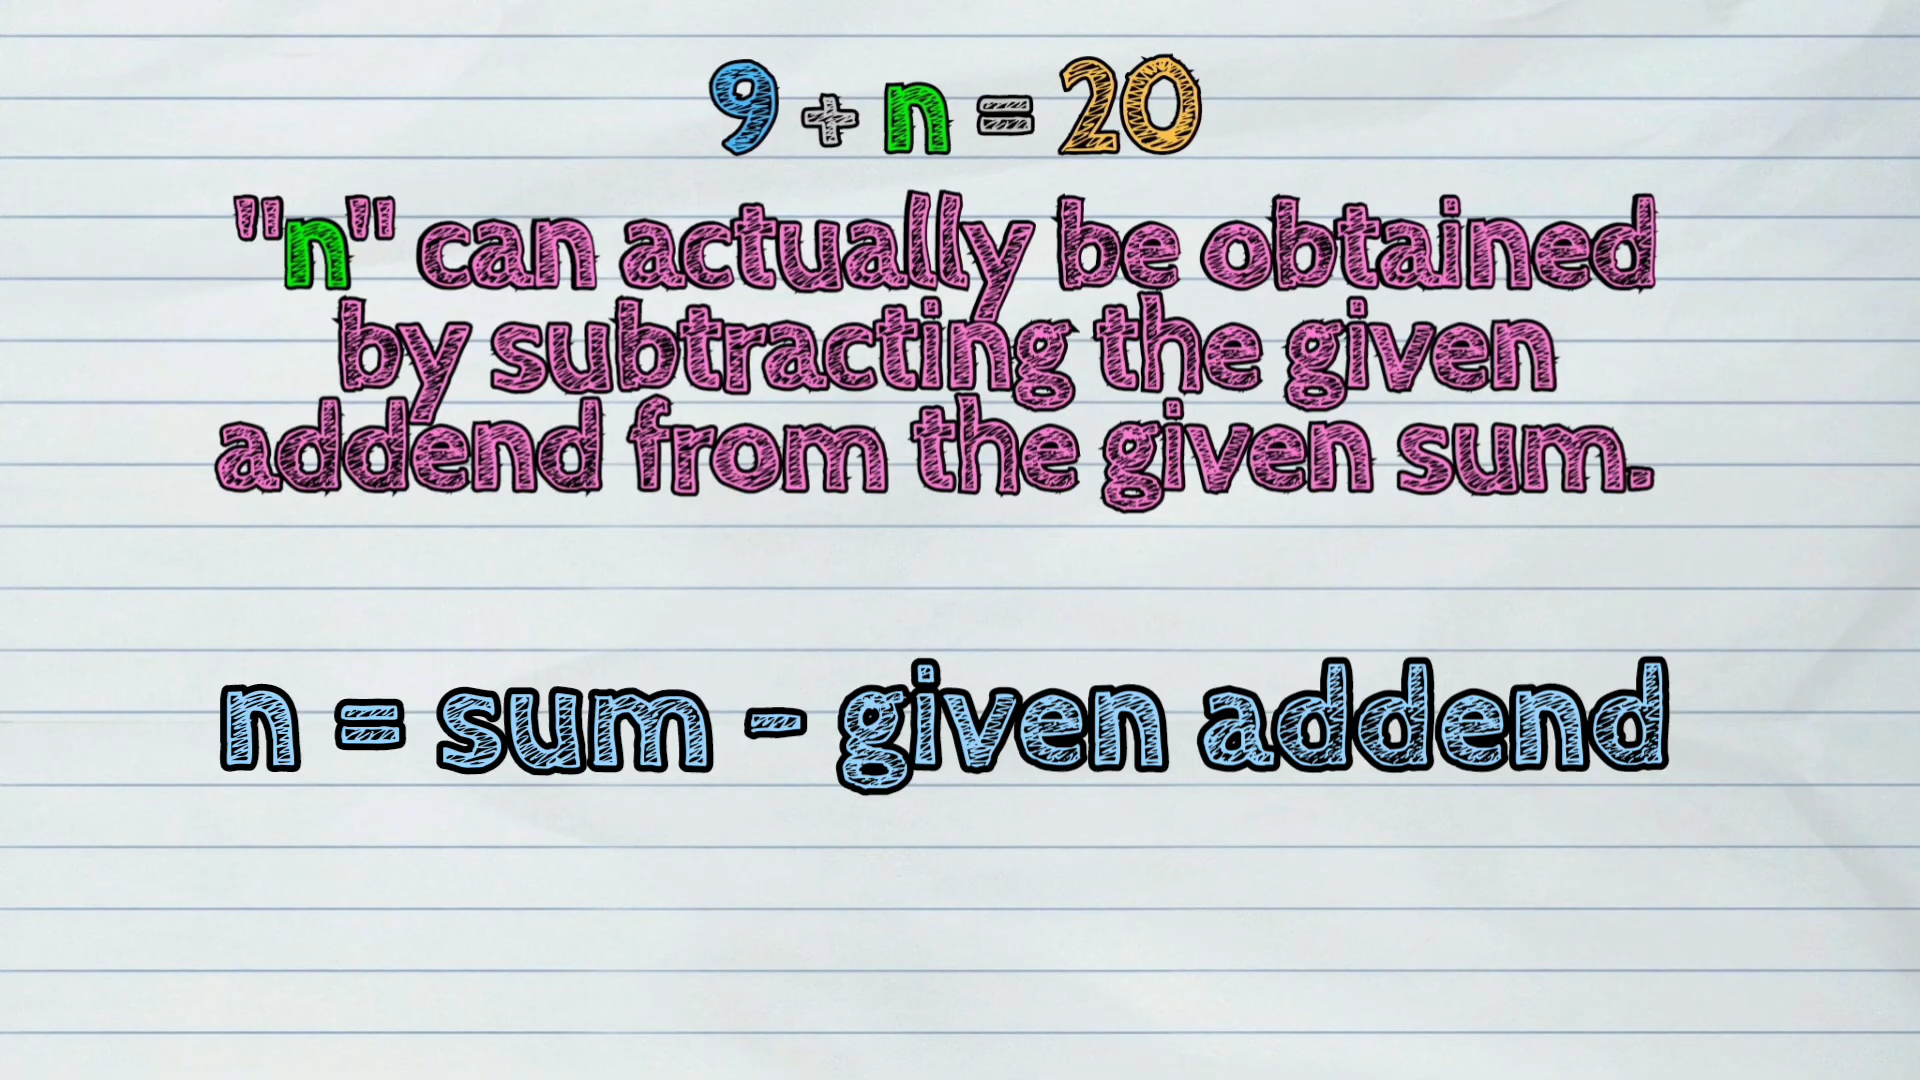 9 + n = 20
"n" can actually be obtained
by subtracting the given
addend from the given sum.
n = sum - given addend